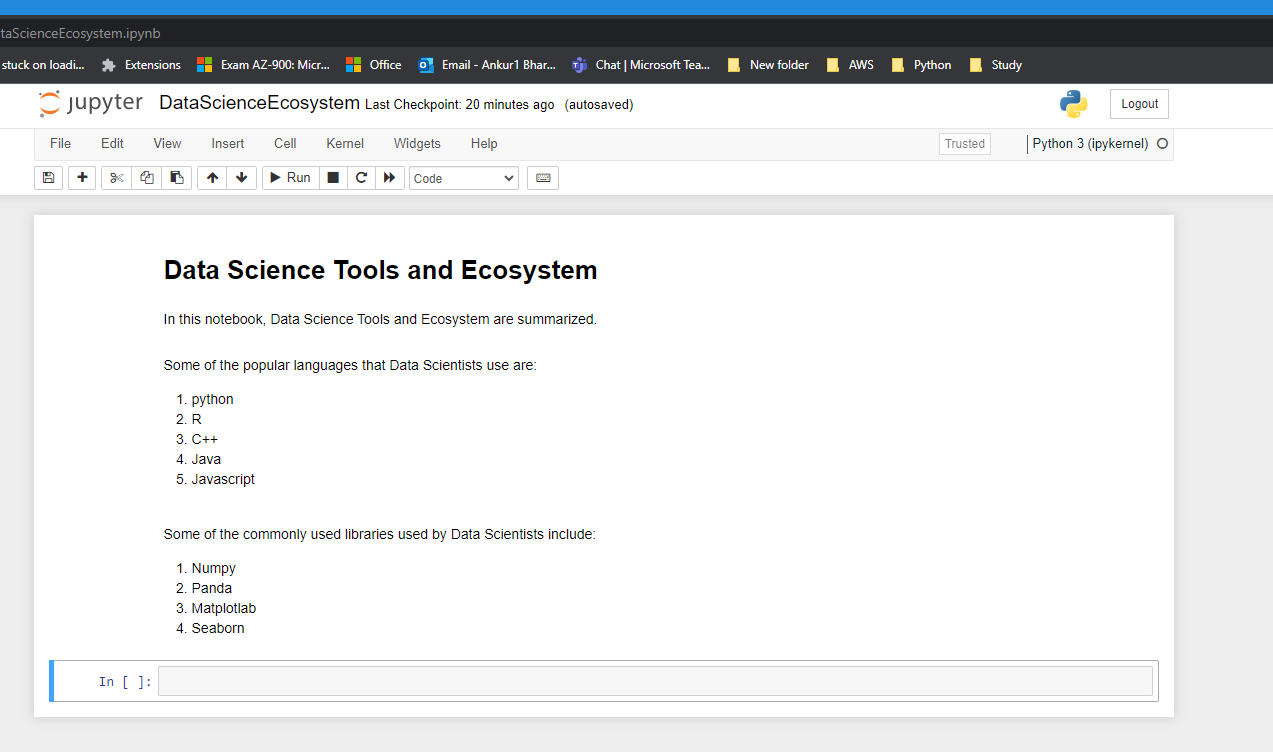 taScienceEcosystem.ipynb
stuck on loadi... Extensions Exam AZ-900: Micr... Office Email - Ankur1 Bhar... Chat | Microsoft Tea... New folder AWS Python Study
jupyter DataScienceEcosystem Last Checkpoint: 20 minutes ago (autosaved) Logout
File Edit View Insert Cell Kernel Widgets Help Trusted Python 3 (ipykernel)
Run Code
Data Science Tools and Ecosystem
In this notebook, Data Science Tools and Ecosystem are summarized.
Some of the popular languages that Data Scientists use are:
1. python
2. R
3. C++
4. Java
5. Javascript
Some of the commonly used libraries used by Data Scientists include:
1. Numpy
2. Panda
3. Matplotlab
4. Seaborn
In [ ]: